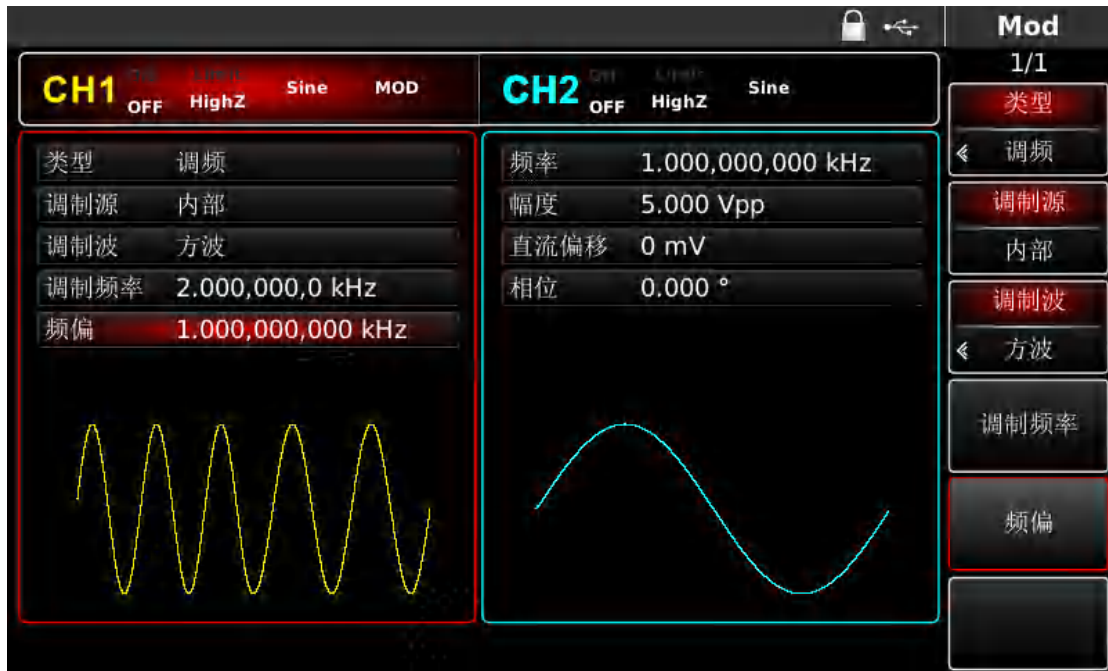 Mod
1/1
CH1 OFF HighZ Sine MOD
CH2 OFF HighZ Sine
类型 调频
调制源 内部
调制波 方波
调制频率 2.000,000,0 kHz
频偏 1.000,000,000 kHz
频率 1.000,000,000 kHz
幅度 5.000 Vpp
直流偏移 0 mV
相位 0.000 °
类型
调频
调制源
内部
调制波
方波
调制频率
频偏